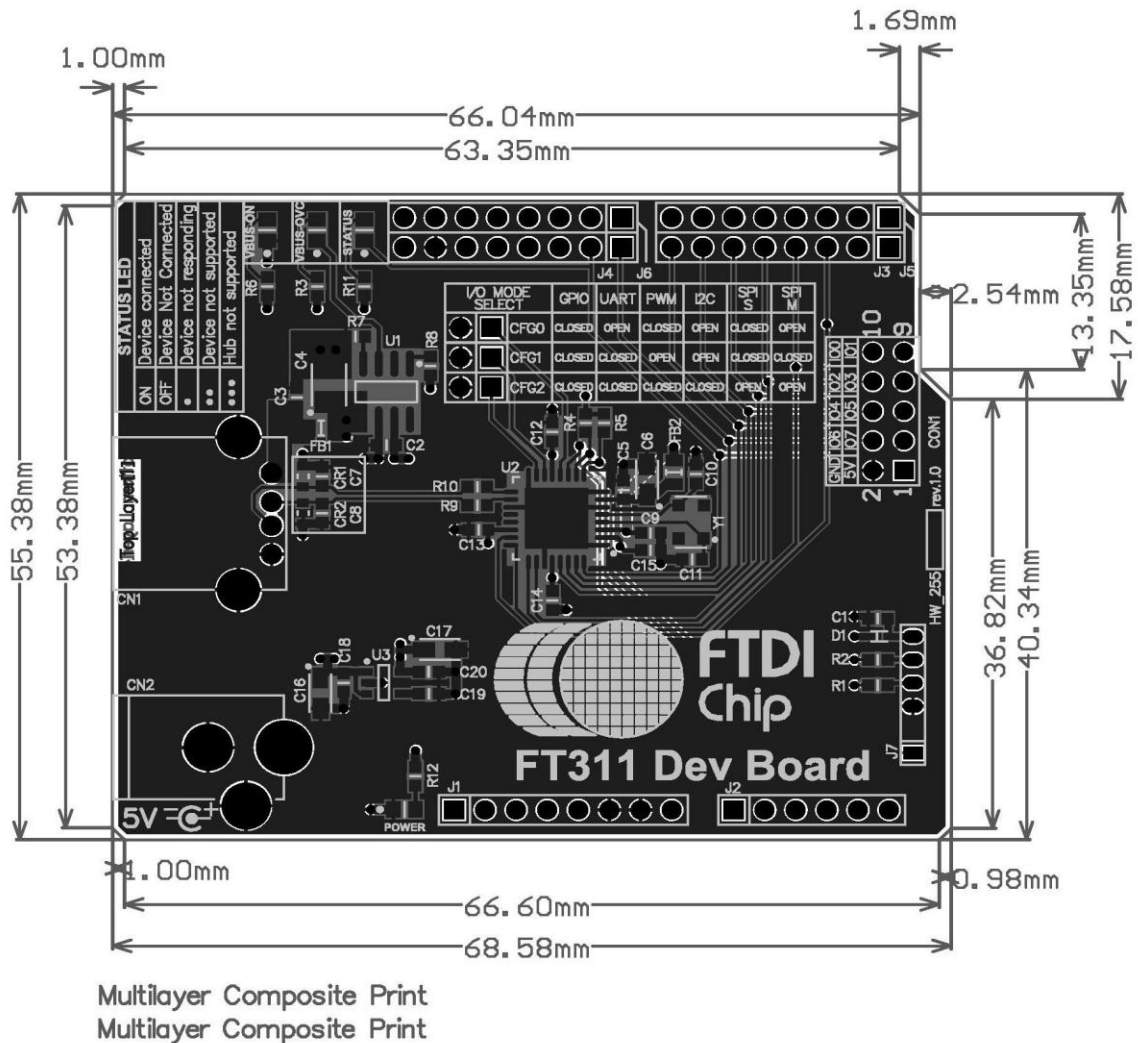 1.69mm
1.00mm
66.04mm
63.35mm
STATUS LED
ON Device connected
OFF Device Not Connected
• Device not responding
•• Device not supported
••• Hub not supported
VBUS-ON
VBUS-OVC
STATUS
R6
R3
R11
J4 J6
J3 J5
2.54mm
13.35mm
17.58mm
I/O MODE SELECT GPIO UART PWM I2C SPI S SPI M
CFG0 CLOSED OPEN CLOSED OPEN CLOSED OPEN
CFG1 CLOSED CLOSED OPEN OPEN CLOSED CLOSED
CFG2 CLOSED CLOSED CLOSED CLOSED OPEN OPEN
R7
U1
R8
C4
C3
FB1
C2
10 9
IO0 IO1
IO2 IO3
IO4 IO5
IO6 IO7
GND 5V
2 1
CON1
rev.1.0
HW_255
C12
R4
R5
C5
C6
FB2
C10
U2
CR1 C7
CR2 C8
R10
R9
C13
C9
Y1
C15
C11
C14
CN1
55.38mm
53.38mm
36.82mm
40.34mm
C1
D1
R2
R1
J7
CN2
C16
C18
U3
C17
C20
C19
FTDI
Chip
FT311 Dev Board
R12
J1
J2
5V
POWER
1.00mm
0.98mm
66.60mm
68.58mm
Multilayer Composite Print
Multilayer Composite Print